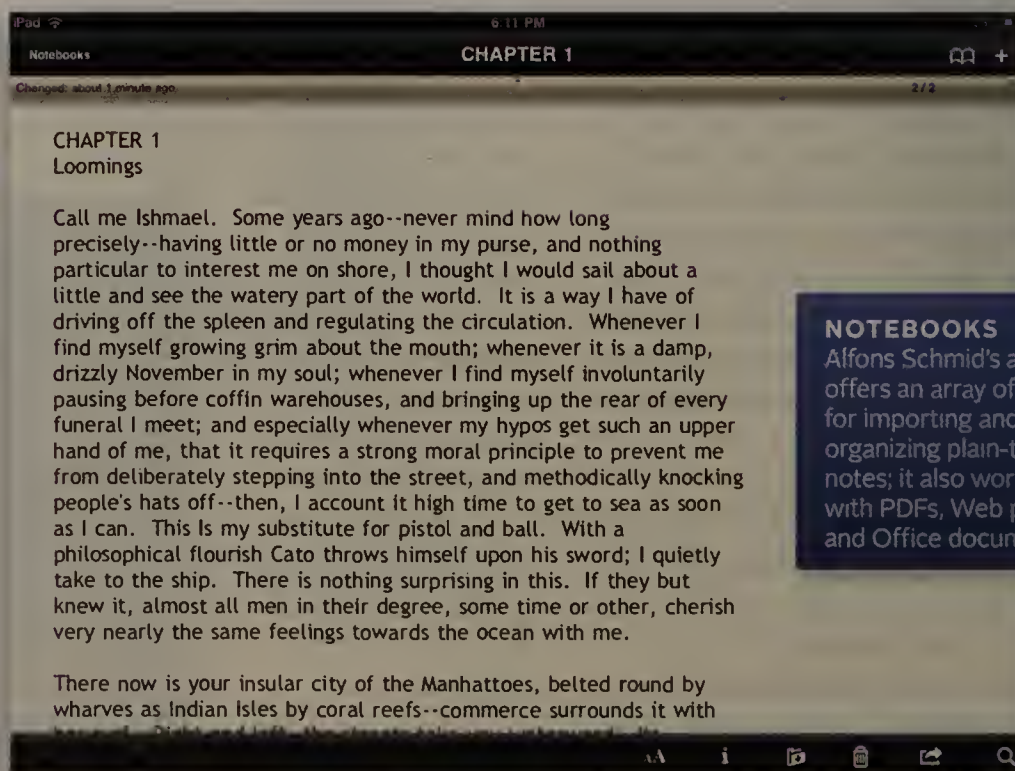 iPad
6:11 PM
Notebooks
CHAPTER 1
+
Changed: about 1 minute ago.
2/2
CHAPTER 1
Loomings
Call me Ishmael.  Some years ago--never mind how long
precisely--having little or no money in my purse, and nothing
particular to interest me on shore, I thought I would sail about a
little and see the watery part of the world.  It is a way I have of
driving off the spleen and regulating the circulation.  Whenever I
find myself growing grim about the mouth; whenever it is a damp,
drizzly November in my soul; whenever I find myself involuntarily
pausing before coffin warehouses, and bringing up the rear of every
funeral I meet; and especially whenever my hypos get such an upper
hand of me, that it requires a strong moral principle to prevent me
from deliberately stepping into the street, and methodically knocking
people's hats off--then, I account it high time to get to sea as soon
as I can.  This is my substitute for pistol and ball.  With a
philosophical flourish Cato throws himself upon his sword; I quietly
take to the ship.  There is nothing surprising in this.  If they but
knew it, almost all men in their degree, some time or other, cherish
very nearly the same feelings towards the ocean with me.
There now is your insular city of the Manhattoes, belted round by
wharves as Indian isles by coral reefs--commerce surrounds it with
NOTEBOOKS
Alfons Schmid's a
offers an array of
for importing and
organizing plain-t
notes; it also wor
with PDFs, Web p
and Office docum
AA
i